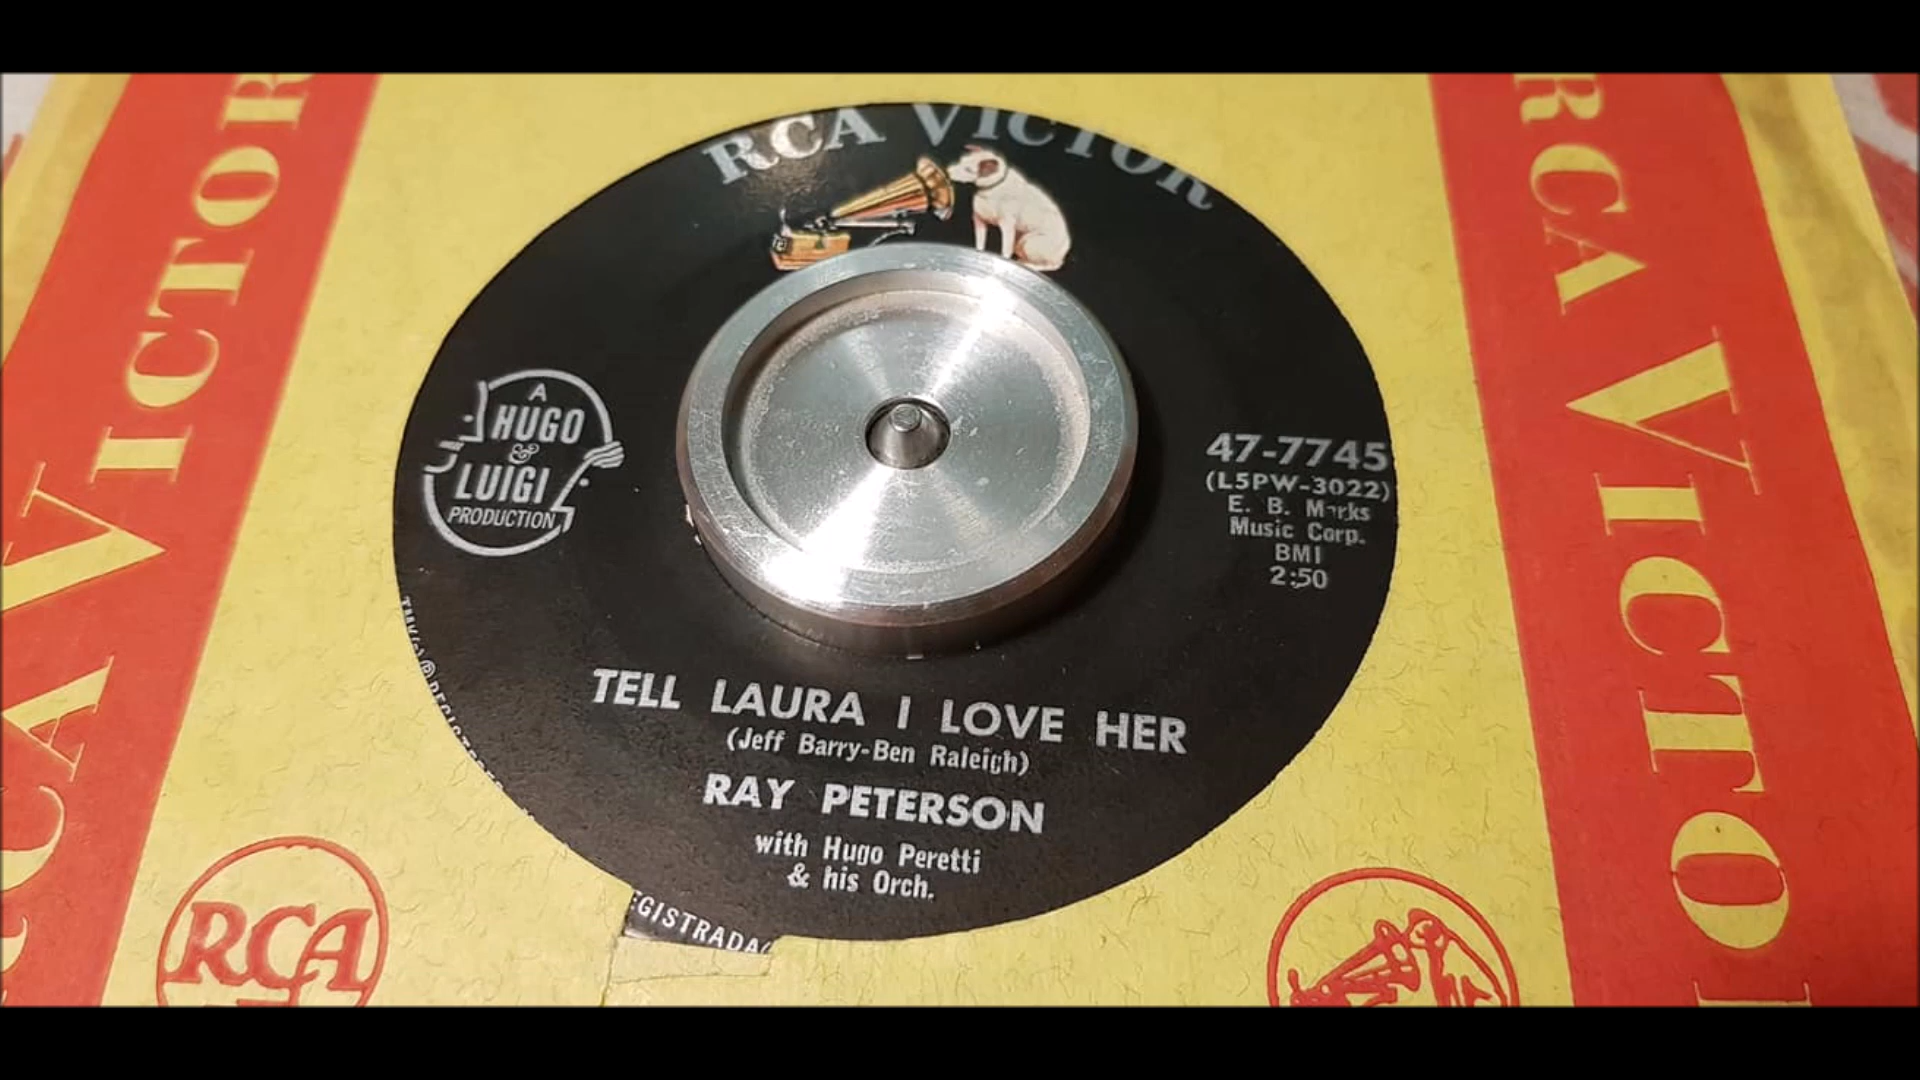 RCA VICTOR
RCA VICTOR
RCA VICTOR
A
HUGO
&
LUIGI
PRODUCTION
47-7745
(L5PW-3022)
E. B. Marks
Music Corp.
BMI
2:50
TELL LAURA I LOVE HER
(Jeff Barry-Ben Raleigh)
RAY PETERSON
with Hugo Peretti
& his Orch.
RCA